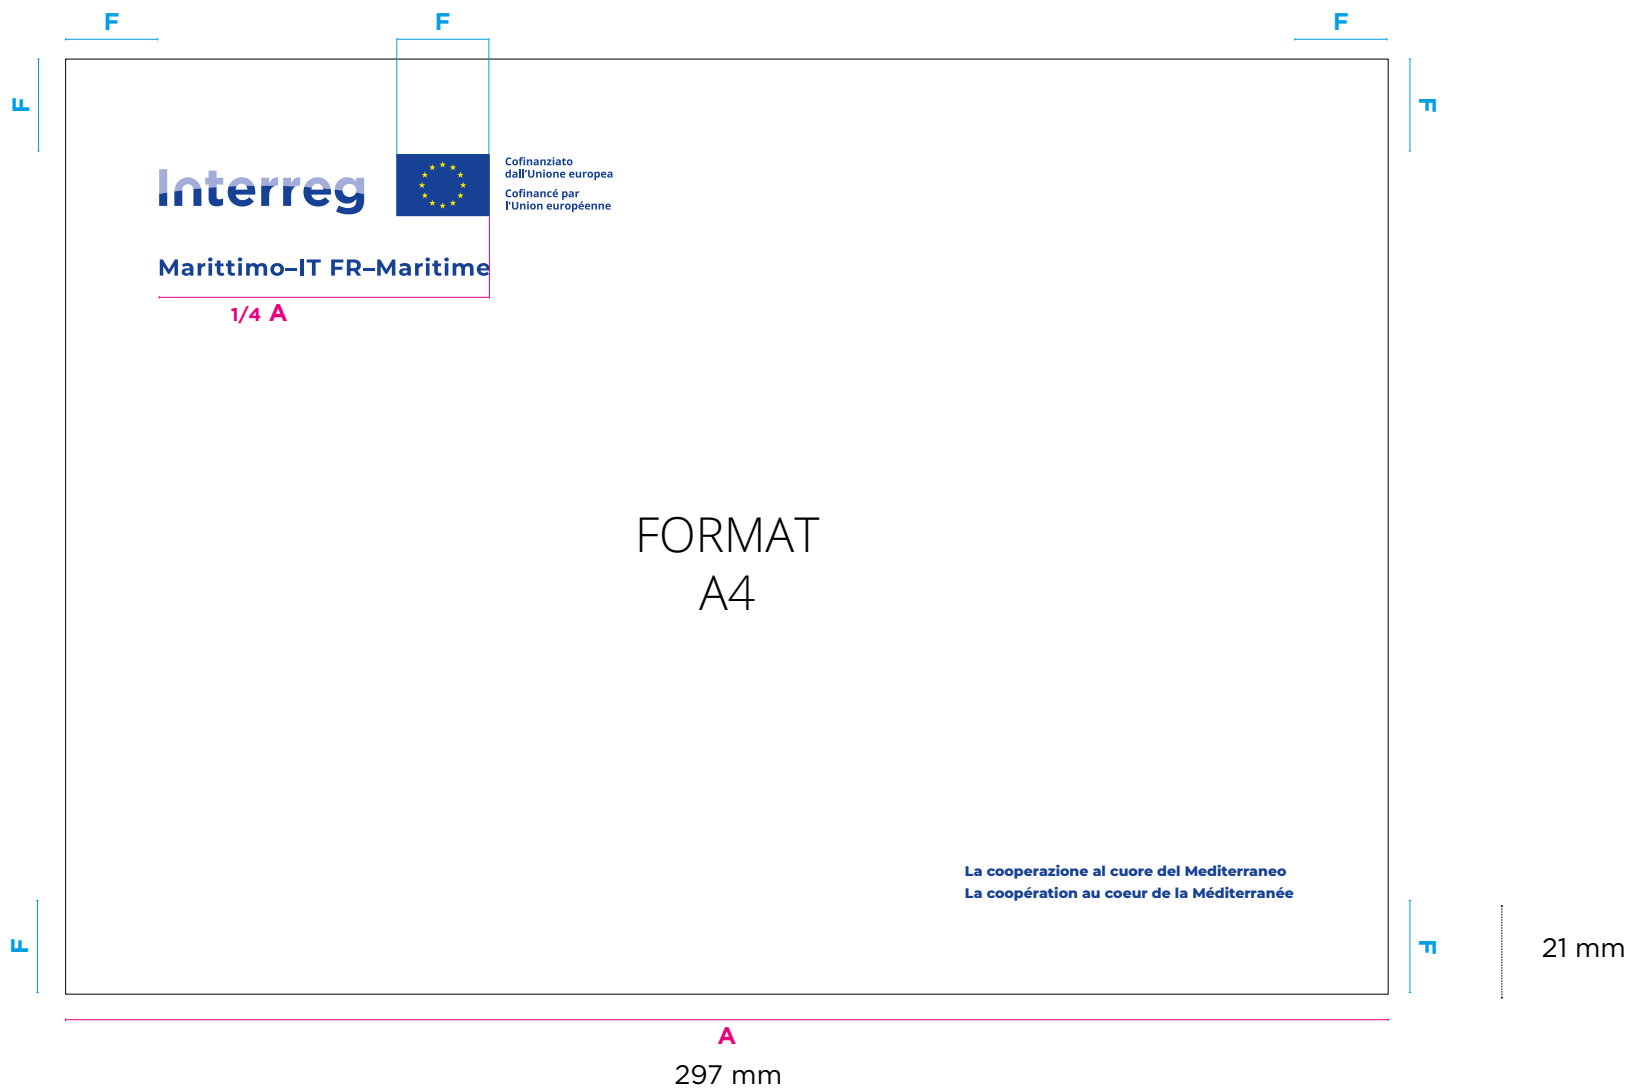 F
F
F
F
F
Interreg
Cofinanziato
dall'Unione europea
Cofinancé par
l'Union européenne
Marittimo–IT FR–Maritime
1/4 A
FORMAT
A4
La cooperazione al cuore del Mediterraneo
La coopération au coeur de la Méditerranée
F
F
21 mm
A
297 mm